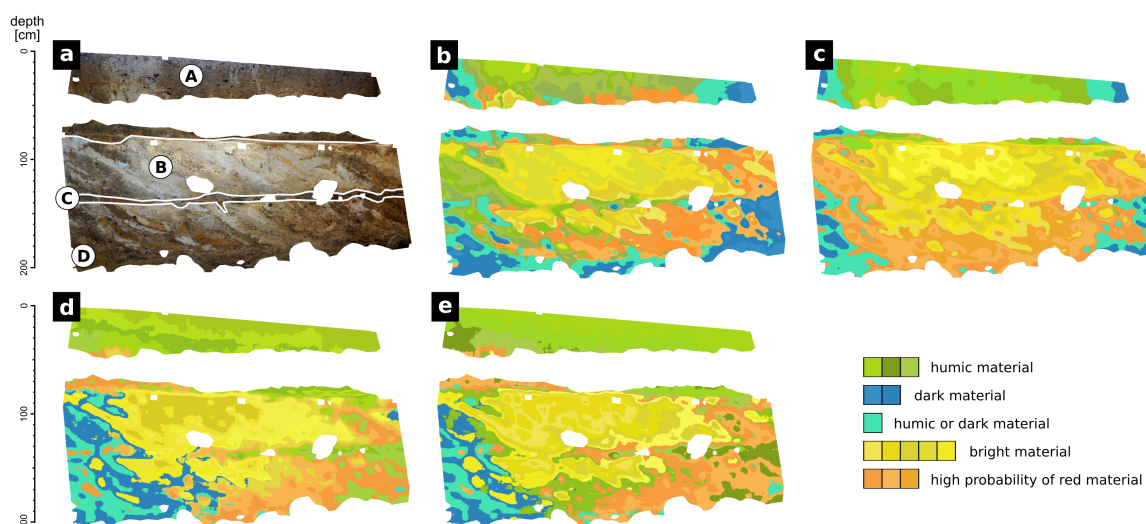 depth
[cm]
0
100
200
a
A
B
C
D
b
c
0
100
00
d
e
humic material
dark material
humic or dark material
bright material
high probability of red material